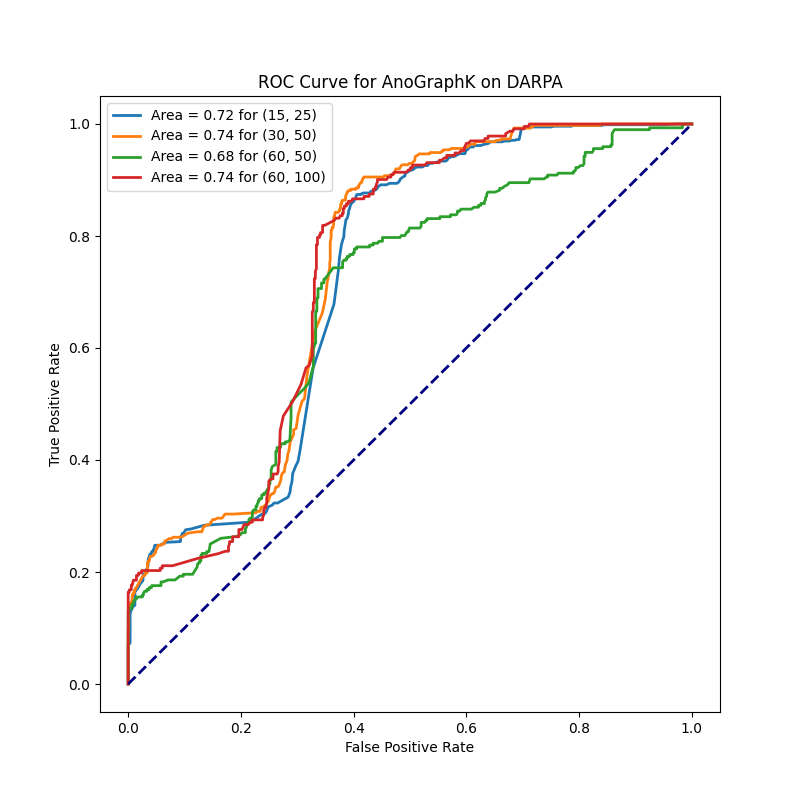 ROC Curve for AnoGraphK on DARPA
Area = 0.72 for (15, 25)
Area = 0.74 for (30, 50)
Area = 0.68 for (60, 50)
Area = 0.74 for (60, 100)
1.0
0.8
0.6
0.4
0.2
0.0
True Positive Rate
0.0 0.2 0.4 0.6 0.8 1.0
False Positive Rate